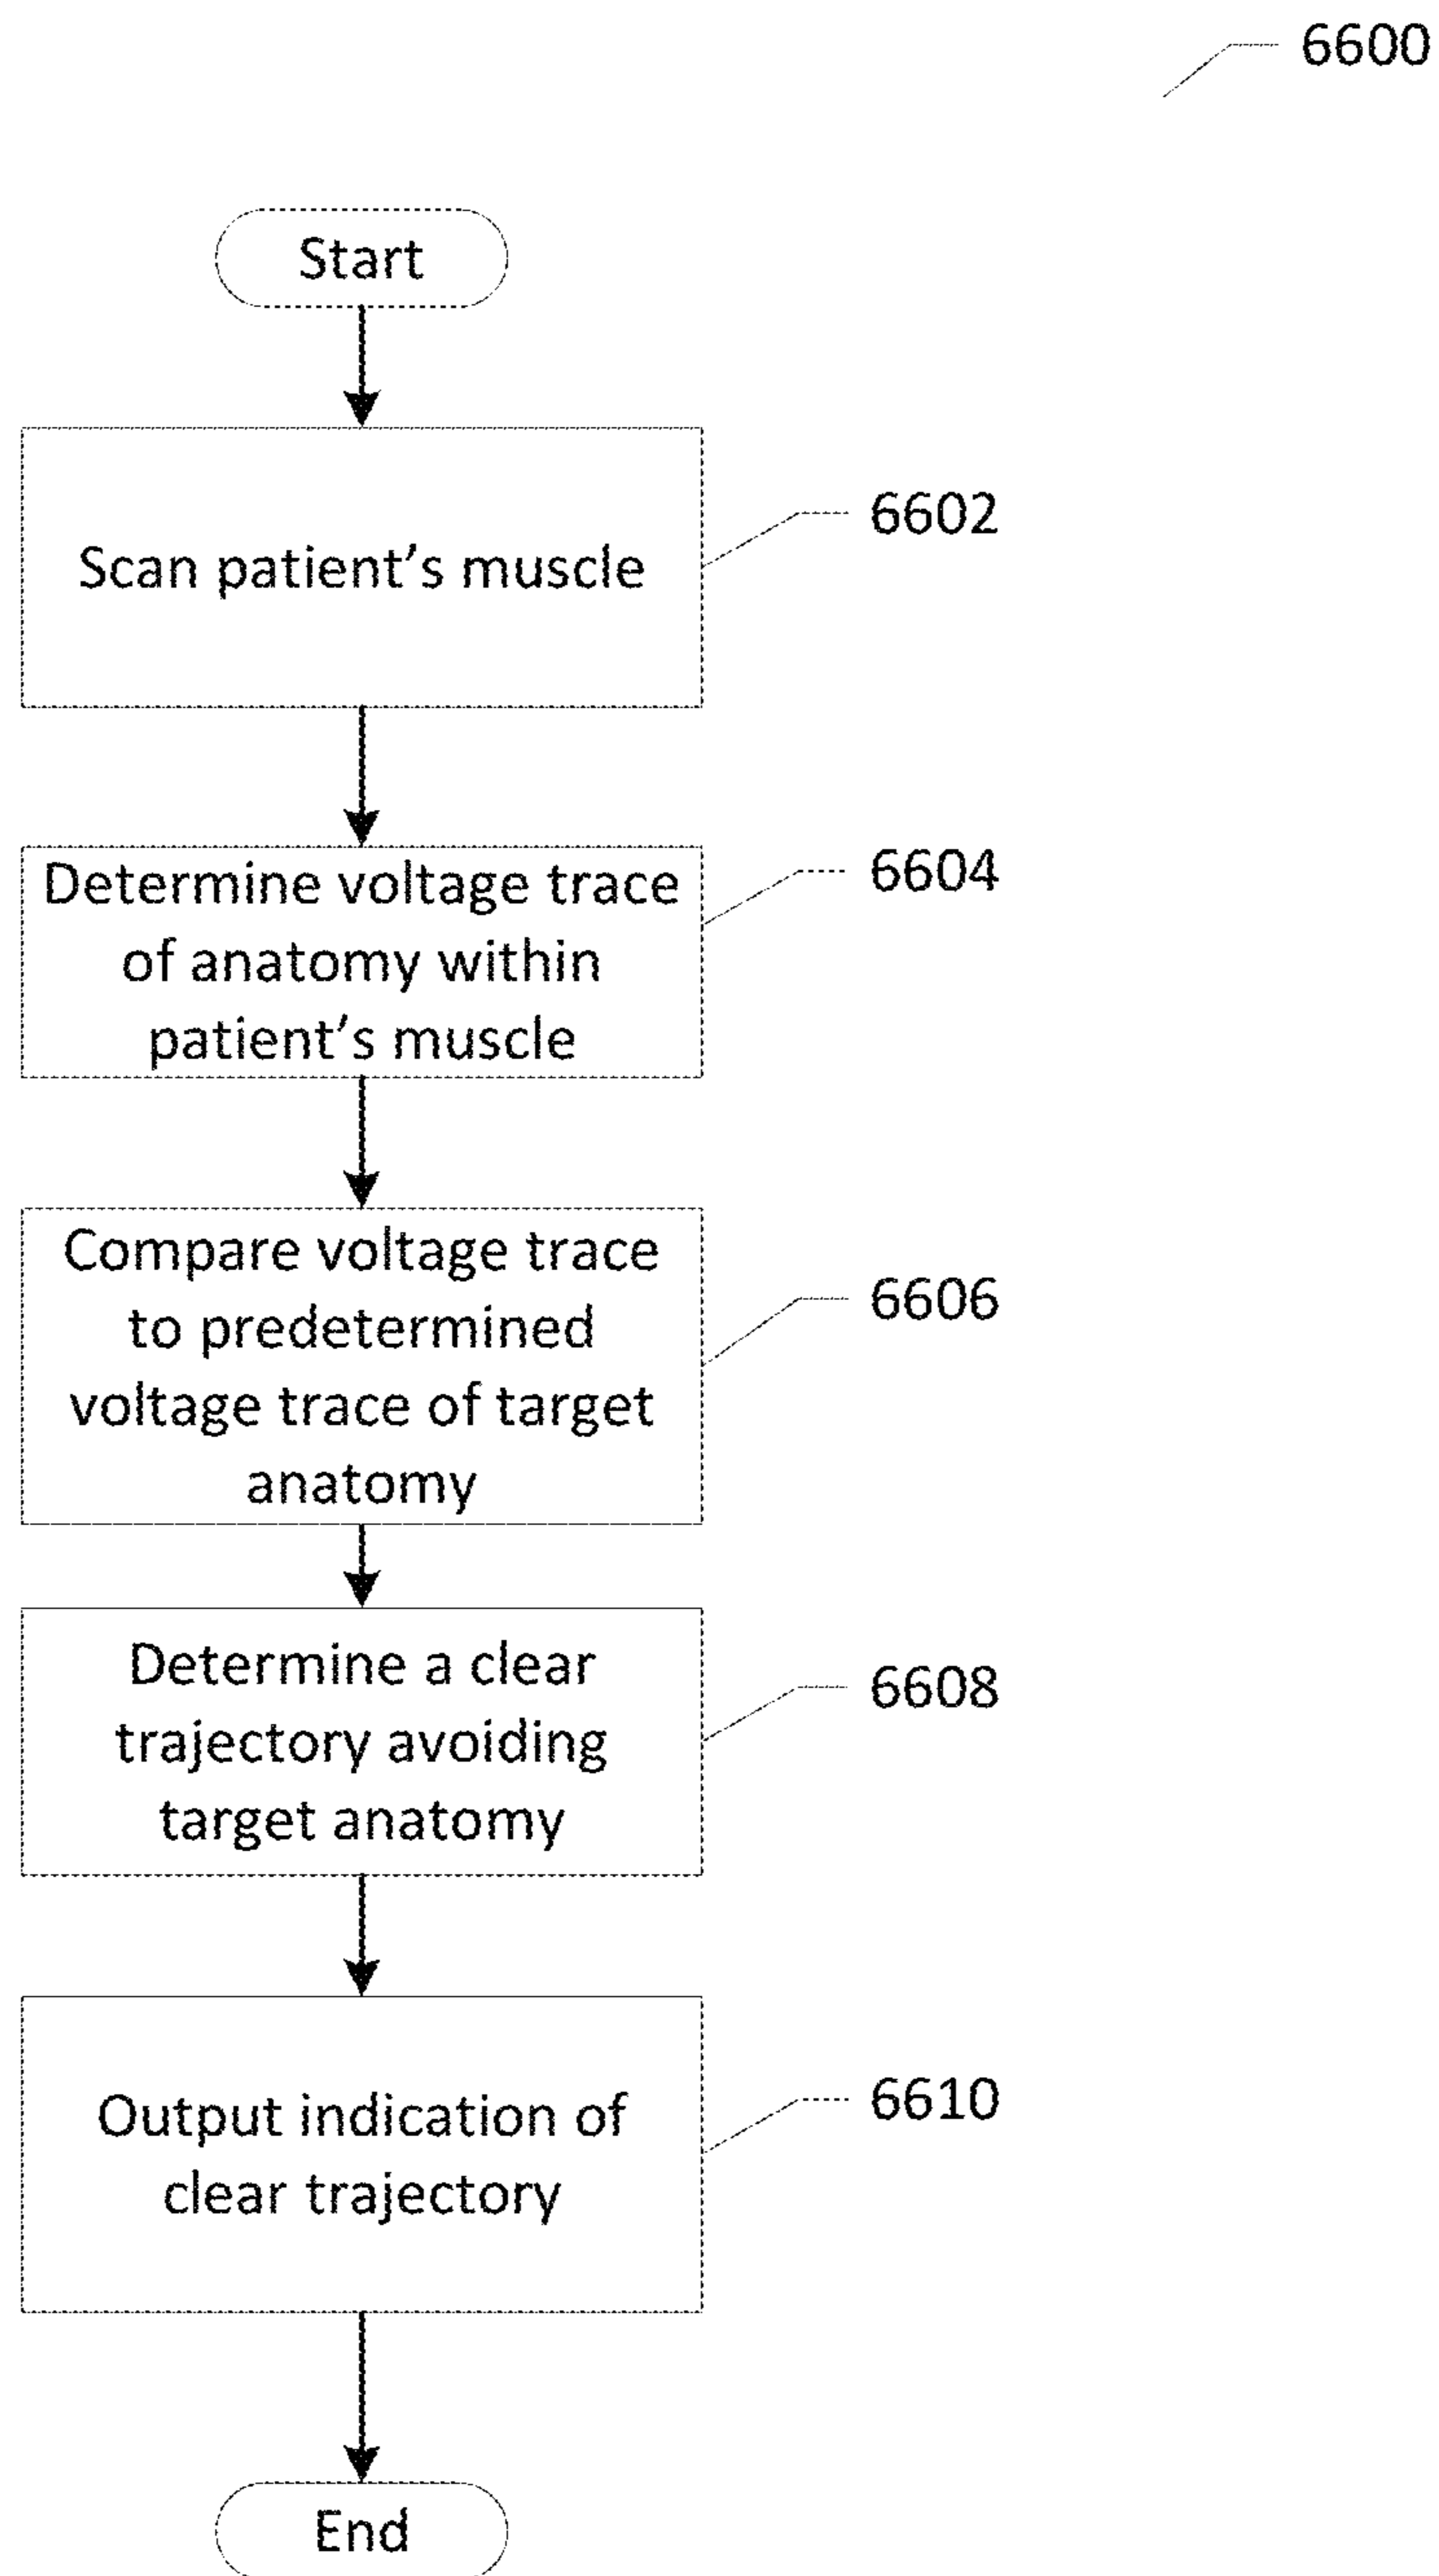 6600
Start
Scan patient’s muscle
6602
Determine voltage trace
of anatomy within
patient’s muscle
6604
Compare voltage trace
to predetermined
voltage trace of target
anatomy
6606
Determine a clear
trajectory avoiding
target anatomy
6608
Output indication of
clear trajectory
6610
End